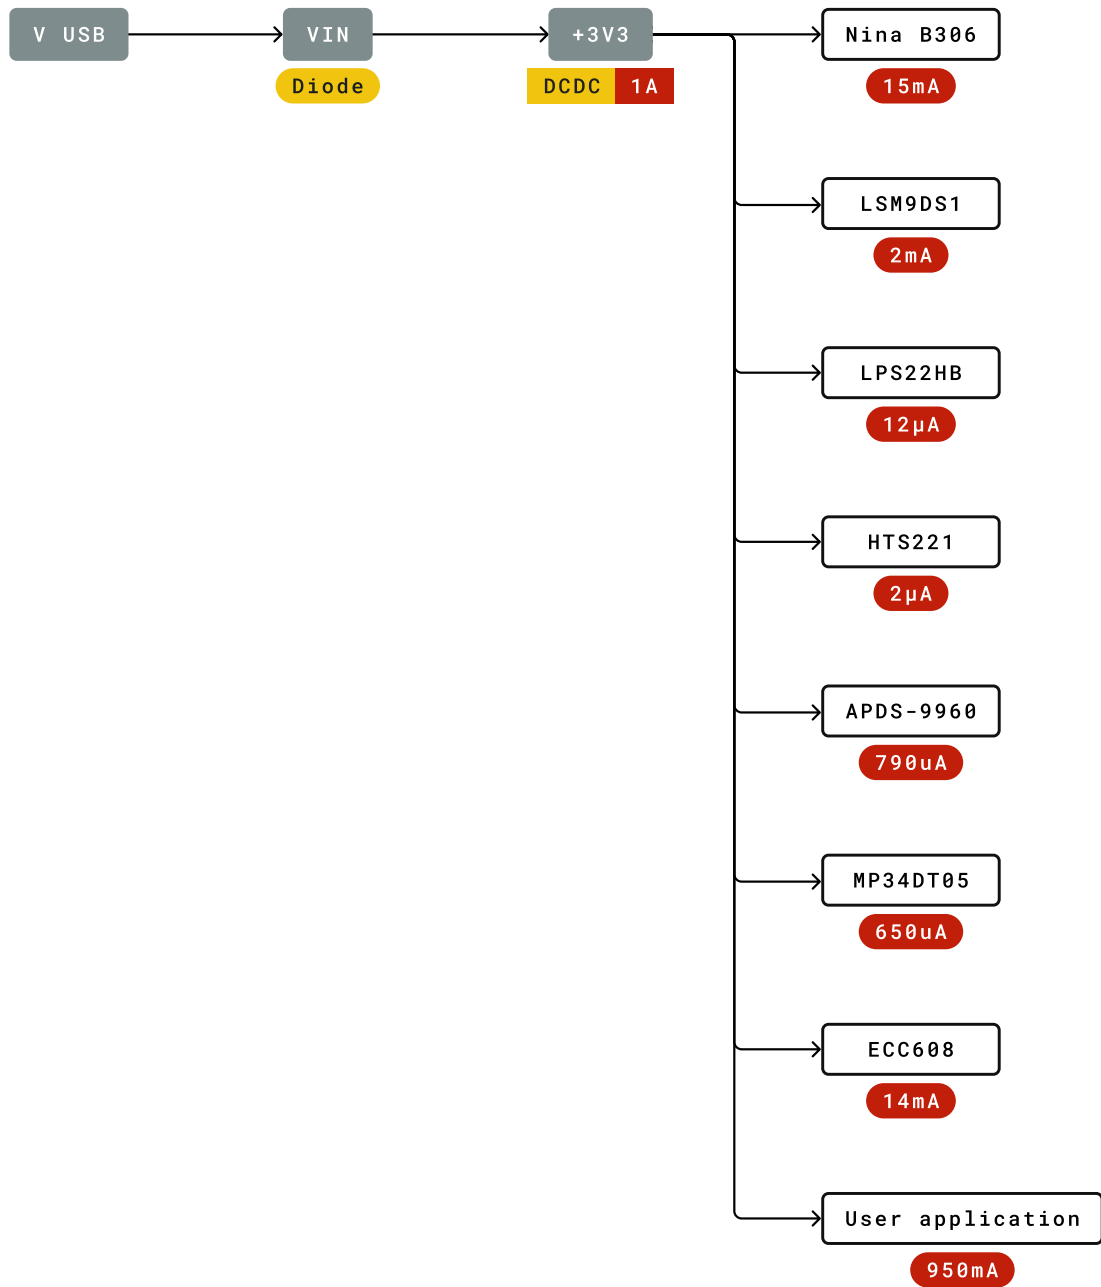 V USB
VIN
+3V3
Nina B306
Diode
DCDC
1A
15mA
LSM9DS1
2mA
LPS22HB
12µA
HTS221
2µA
APDS-9960
790uA
MP34DT05
650uA
ECC608
14mA
User application
950mA